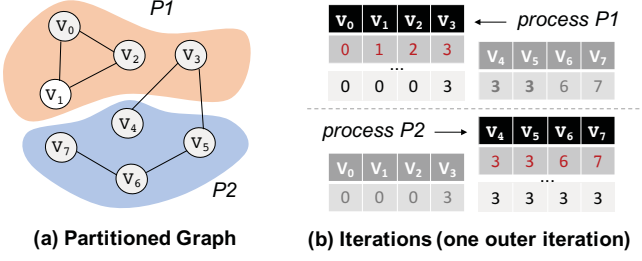 P1
V0
V2
V3
V1
V4
V7
V5
V6
P2
(a) Partitioned Graph
V0 V1 V2 V3
process P1
0 1 2 3
...
0 0 0 3
V4 V5 V6 V7
3 3 6 7
process P2
V4 V5 V6 V7
V0 V1 V2 V3
3 3 6 7
...
0 0 0 3
3 3 3 3
(b) Iterations (one outer iteration)